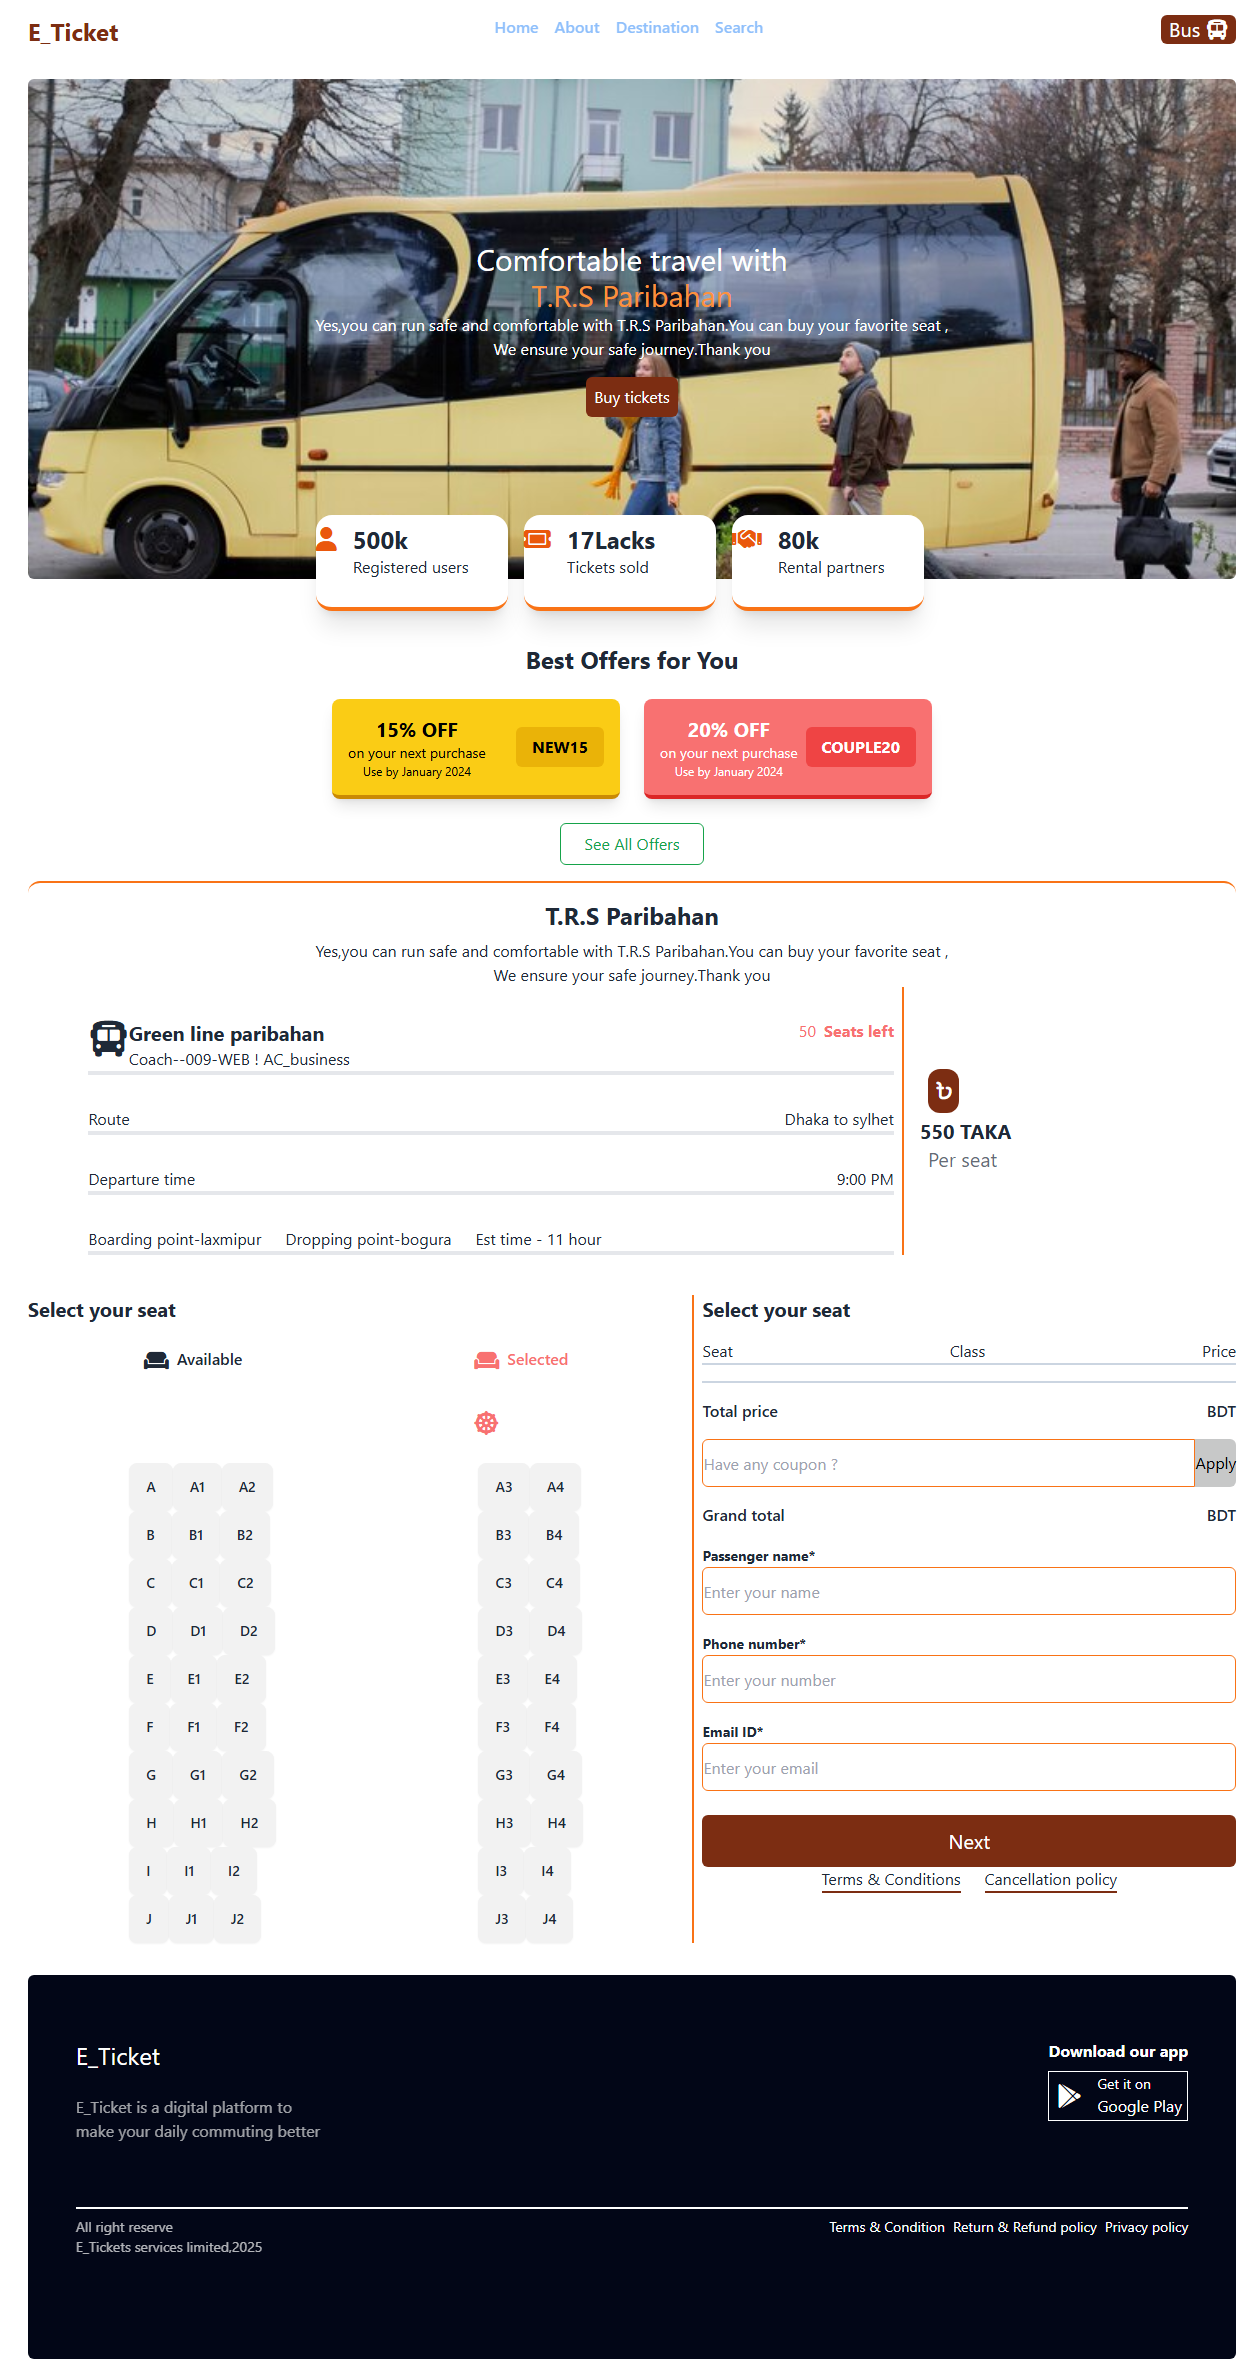 E_Ticket
Home About Destination Search
Bus
Comfortable travel with
T.R.S Paribahan
Yes,you can run safe and comfortable with T.R.S Paribahan.You can buy your favorite seat ,
We ensure your safe journey.Thank you
Buy tickets
500k
Registered users
17Lacks
Tickets sold
80k
Rental partners
Best Offers for You
15% OFF
on your next purchase
Use by January 2024
NEW15
20% OFF
on your next purchase
Use by January 2024
COUPLE20
See All Offers
T.R.S Paribahan
Yes,you can run safe and comfortable with T.R.S Paribahan.You can buy your favorite seat ,
We ensure your safe journey.Thank you
Green line paribahan
Coach--009-WEB ! AC_business
50 Seats left
Route Dhaka to sylhet
Departure time 9:00 PM
Boarding point-laxmipur Dropping point-bogura Est time - 11 hour
৳
550 TAKA
Per seat
Select your seat
Available Selected
A A1 A2 A3 A4
B B1 B2 B3 B4
C C1 C2 C3 C4
D D1 D2 D3 D4
E E1 E2 E3 E4
F F1 F2 F3 F4
G G1 G2 G3 G4
H H1 H2 H3 H4
I I1 I2 I3 I4
J J1 J2 J3 J4
Select your seat
Seat Class Price
Total price BDT
Have any coupon ? Apply
Grand total BDT
Passenger name*
Enter your name
Phone number*
Enter your number
Email ID*
Enter your email
Next
Terms & Conditions Cancellation policy
E_Ticket
E_Ticket is a digital platform to
make your daily commuting better
Download our app
Get it on
Google Play
All right reserve
E_Tickets services limited,2025
Terms & Condition Return & Refund policy Privacy policy